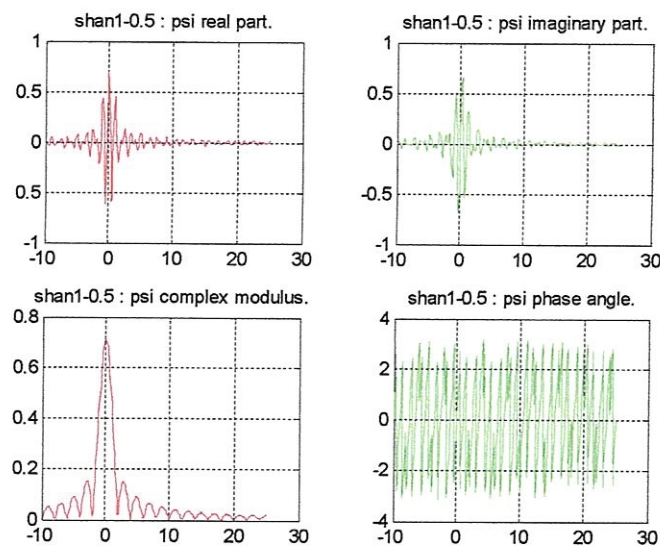 shan1-0.5 : psi real part.
1
0.5
0
0.5
-1
-10 0 10 20 30
shan1-0.5 : psi imaginary part.
1
0.5
0
-0.5
-1
-10 0 10 20 30
shan1-0.5 : psi complex modulus.
0.8
0.6
0.4
0.2
0
-10 0 10 20 30
shan1-0.5 : psi phase angle.
4
2
0
-2
-4
-10 0 10 20 30